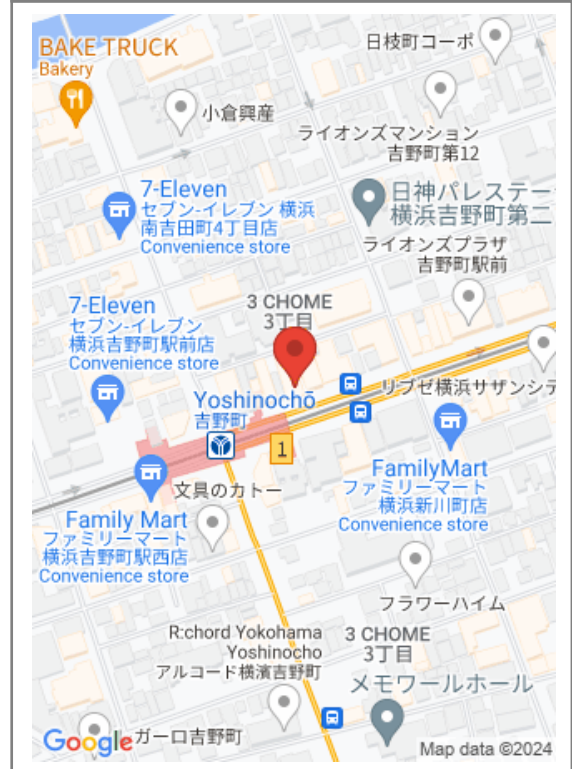 BAKE TRUCK
Bakery
日枝町コーポ
小倉興産
ライオンズマンション
吉野町第12
7-Eleven
セブン-イレブン 横浜
南吉田町4丁目店
Convenience store
日神パレステー
横浜吉野町第二
ライオンズプラザ
吉野町駅前
7-Eleven
セブン-イレブン
横浜吉野町駅前店
Convenience store
3 CHOME
3丁目
Yoshinochō
吉野町
リブゼ横浜サザンシテ
1
文具のカトー
FamilyMart
ファミリーマート
横浜新川町店
Convenience store
Family Mart
ファミリーマート
横浜吉野町駅西店
Convenience store
フラワーハイム
R:chord Yokohama
Yoshinocho
アルコード横濱吉野町
3 CHOME
3丁目
メモワールホール
Google
ガーロ吉野町
Map data ©2024